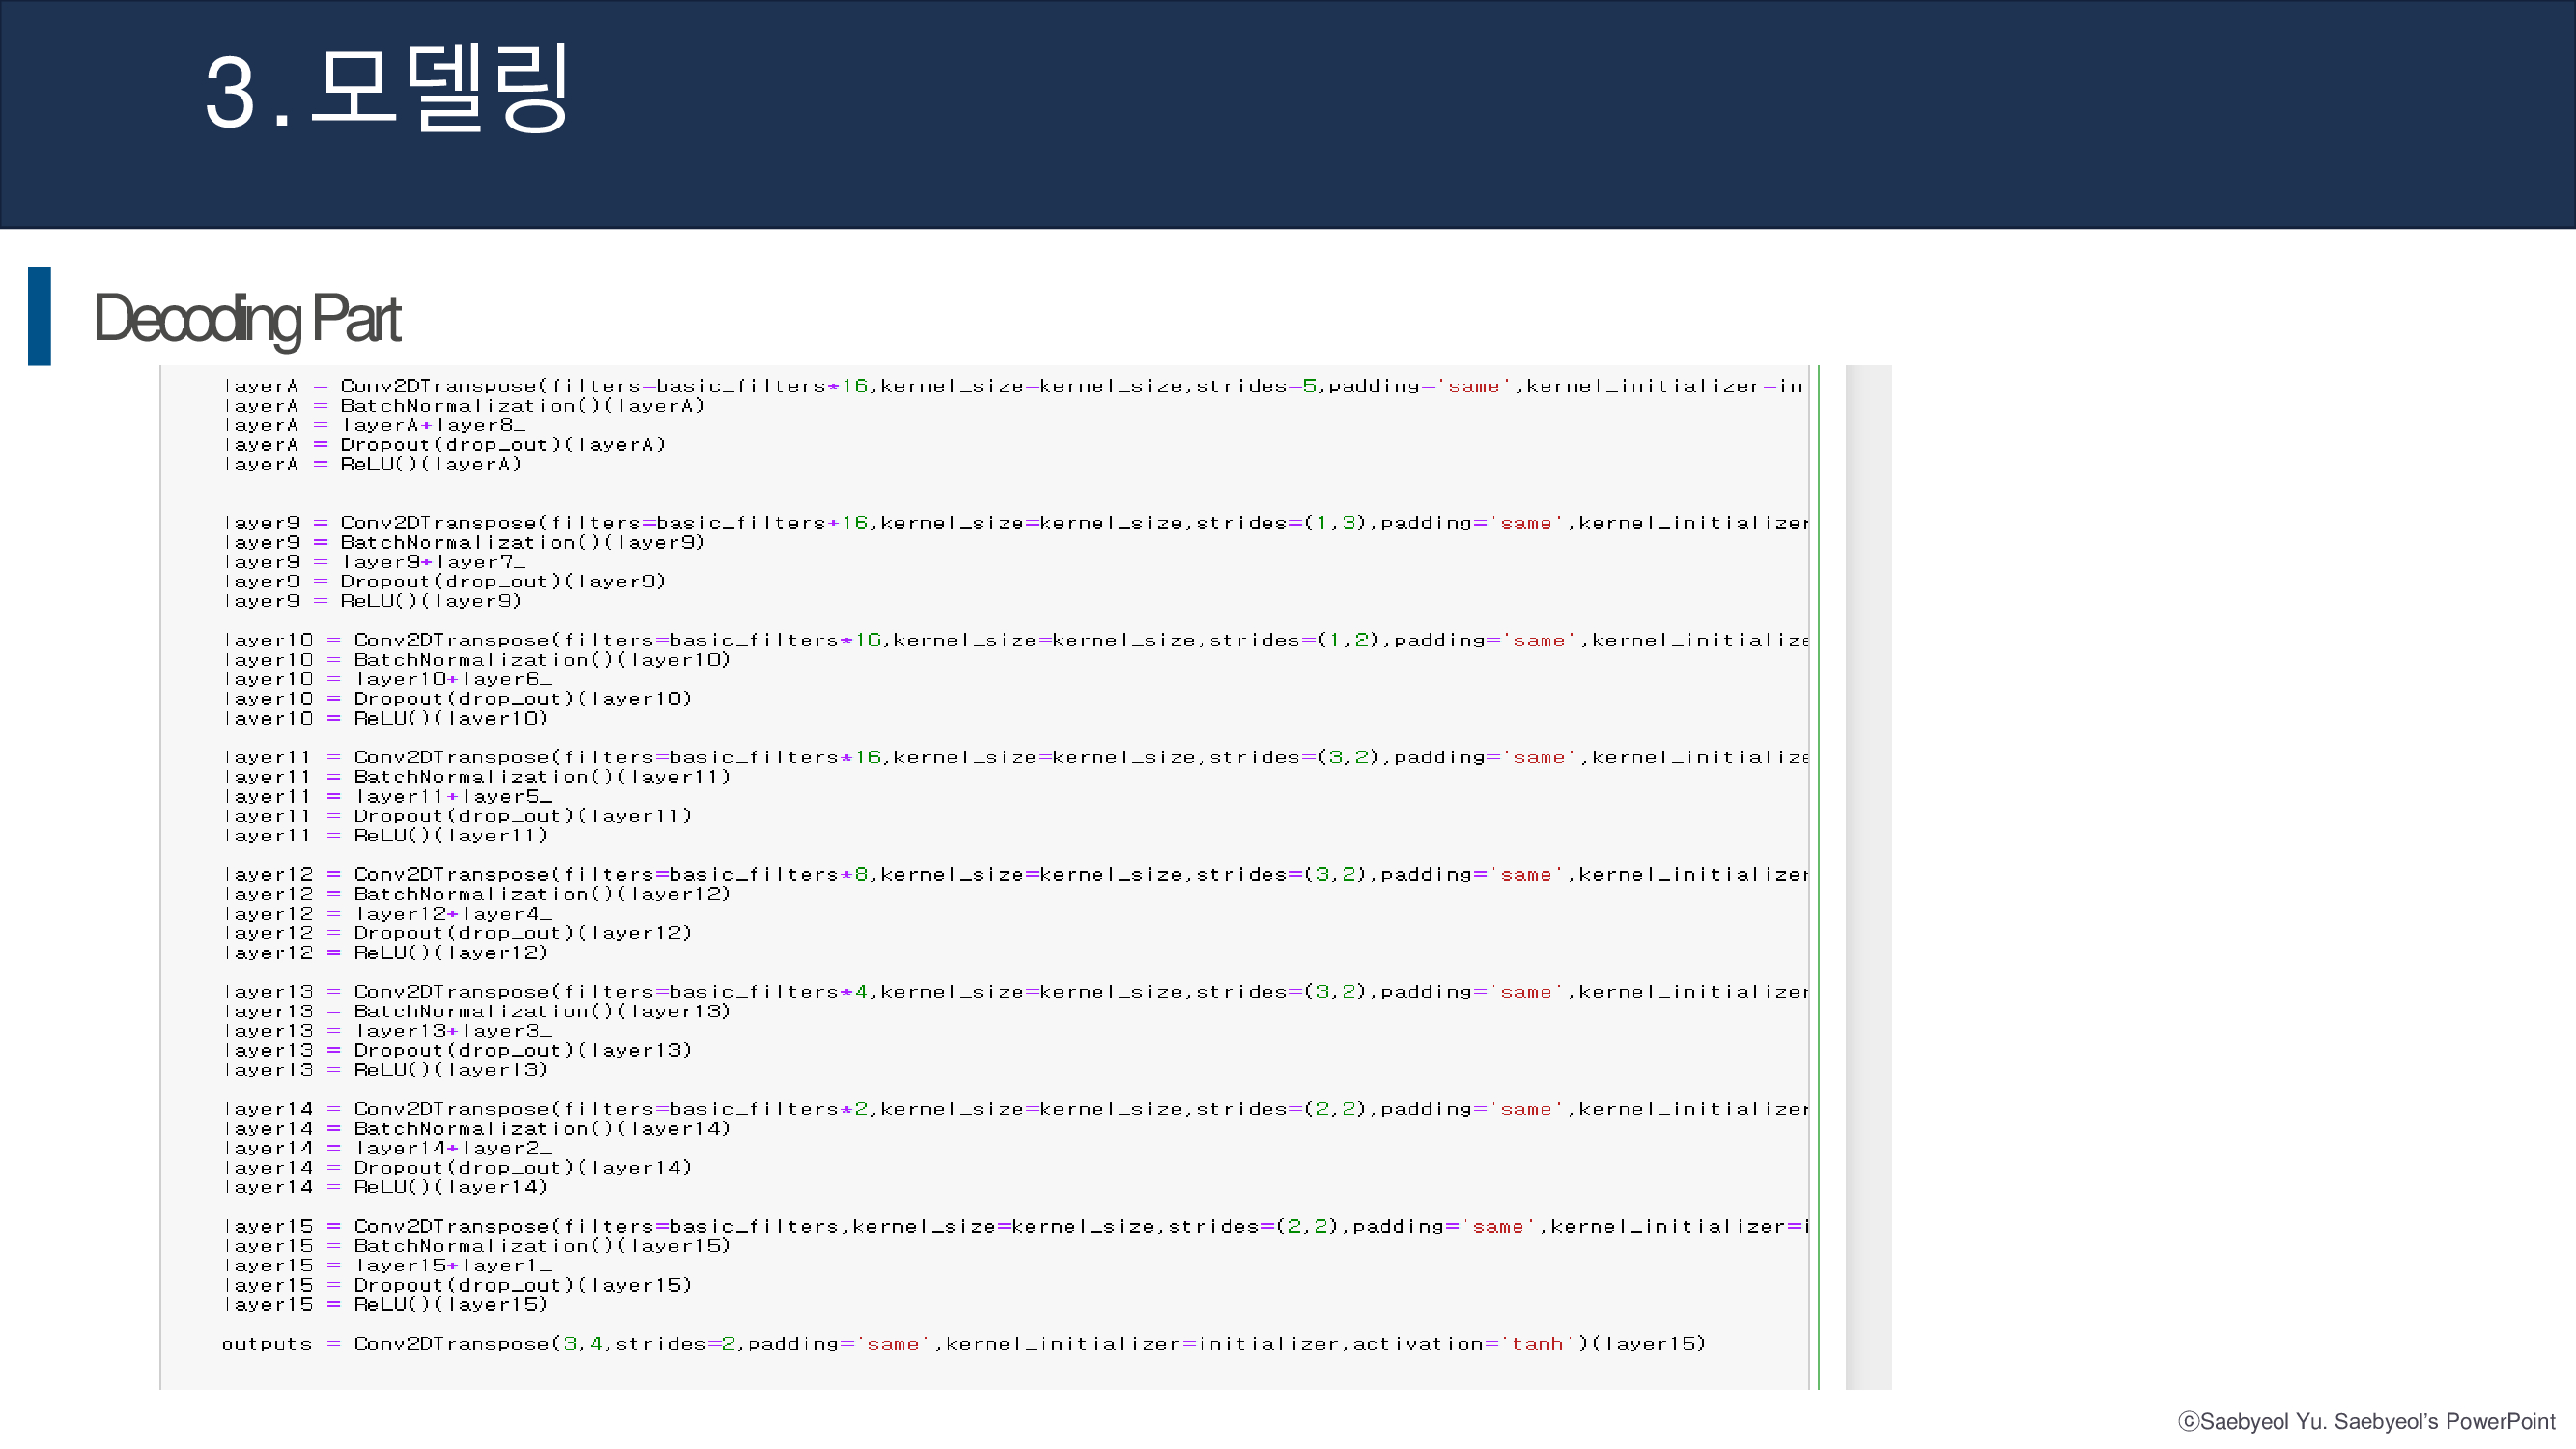 3.모델링
Decoding Part
layerA = Conv2DTranspose(filters=basic_filters*16,kernel_size=kernel_size,strides=5,padding='same',kernel_initializer=in
layerA = BatchNormalization()(layerA)
layerA = layerA+layer8_
layerA = Dropout(drop_out)(layerA)
layerA = ReLU()(layerA)
layer9 = Conv2DTranspose(filters=basic_filters*16,kernel_size=kernel_size,strides=(1,3),padding='same',kernel_initializer
layer9 = BatchNormalization()(layer9)
layer9 = layer9+layer7_
layer9 = Dropout(drop_out)(layer9)
layer9 = ReLU()(layer9)
layer10 = Conv2DTranspose(filters=basic_filters*16,kernel_size=kernel_size,strides=(1,2),padding='same',kernel_initialize
layer10 = BatchNormalization()(layer10)
layer10 = layer10+layer6_
layer10 = Dropout(drop_out)(layer10)
layer10 = ReLU()(layer10)
layer11 = Conv2DTranspose(filters=basic_filters*16,kernel_size=kernel_size,strides=(3,2),padding='same',kernel_initialize
layer11 = BatchNormalization()(layer11)
layer11 = layer11+layer5_
layer11 = Dropout(drop_out)(layer11)
layer11 = ReLU()(layer11)
layer12 = Conv2DTranspose(filters=basic_filters*8,kernel_size=kernel_size,strides=(3,2),padding='same',kernel_initializer
layer12 = BatchNormalization()(layer12)
layer12 = layer12+layer4_
layer12 = Dropout(drop_out)(layer12)
layer12 = ReLU()(layer12)
layer13 = Conv2DTranspose(filters=basic_filters*4,kernel_size=kernel_size,strides=(3,2),padding='same',kernel_initializer
layer13 = BatchNormalization()(layer13)
layer13 = layer13+layer3_
layer13 = Dropout(drop_out)(layer13)
layer13 = ReLU()(layer13)
layer14 = Conv2DTranspose(filters=basic_filters*2,kernel_size=kernel_size,strides=(2,2),padding='same',kernel_initializer
layer14 = BatchNormalization()(layer14)
layer14 = layer14+layer2_
layer14 = Dropout(drop_out)(layer14)
layer14 = ReLU()(layer14)
layer15 = Conv2DTranspose(filters=basic_filters,kernel_size=kernel_size,strides=(2,2),padding='same',kernel_initializer=i
layer15 = BatchNormalization()(layer15)
layer15 = layer15+layer1_
layer15 = Dropout(drop_out)(layer15)
layer15 = ReLU()(layer15)
outputs = Conv2DTranspose(3,4,strides=2,padding='same',kernel_initializer=initializer,activation='tanh')(layer15)
ⓒSaebyeol Yu. Saebyeol’s PowerPoint